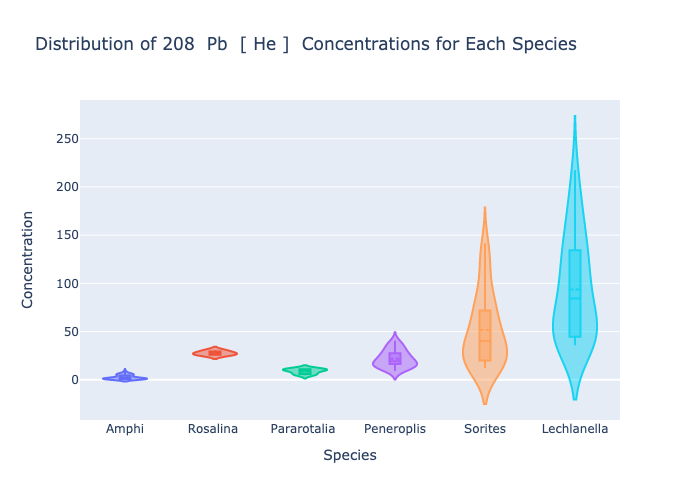 Distribution of 208  Pb  [ He ]  Concentrations for Each Species
Concentration
250
200
150
100
50
0
Amphi Rosalina Pararotalia Peneroplis Sorites Lechlanella
Species